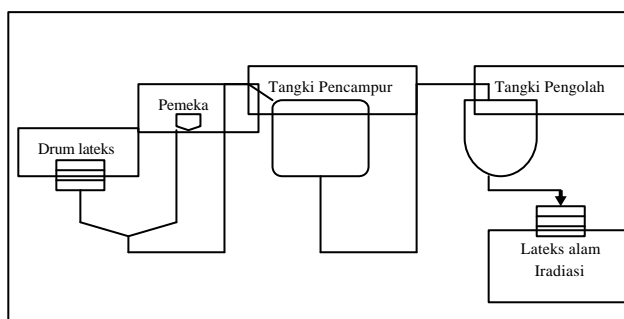 Tangki Pencampur
Tangki Pengolah
Pemeka
Drum lateks
Lateks alam
Iradiasi